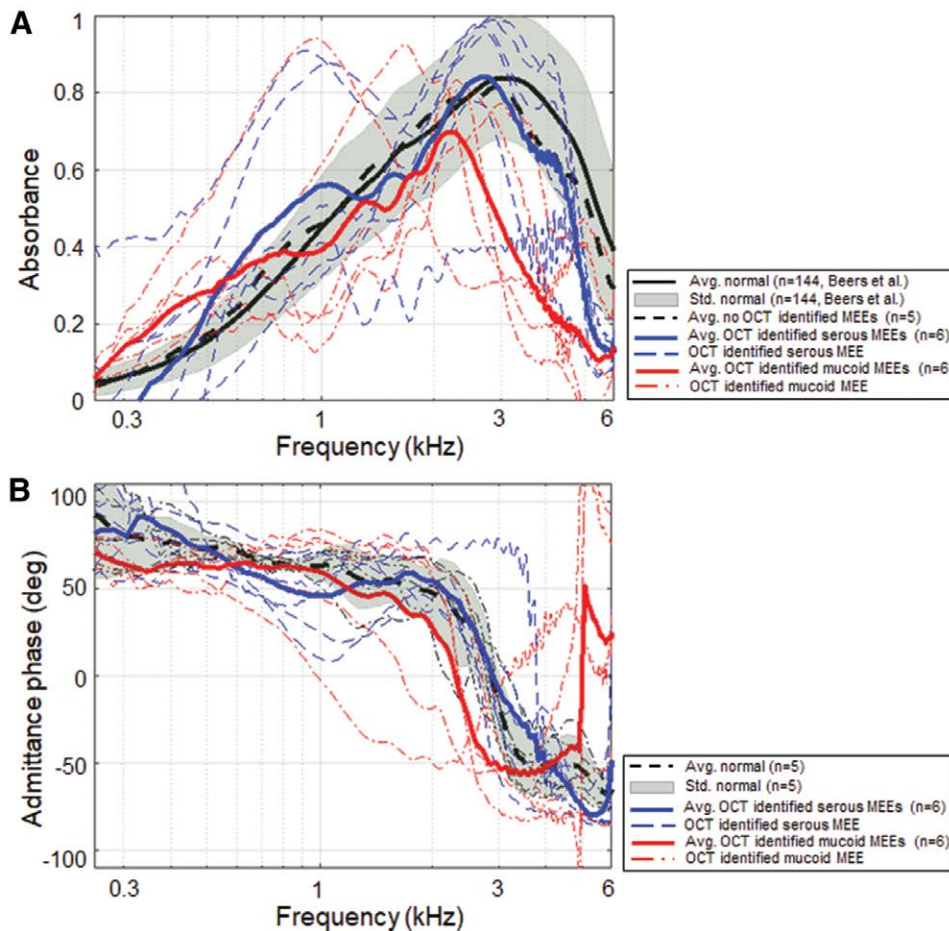 A
Absorbance
1
0.8
0.6
0.4
0.2
0
0.3 1 3 6
Frequency (kHz)
Avg. normal (n=144, Beers et al.)
Std. normal (n=144, Beers et al.)
Avg. no OCT identified MEEs (n=5)
Avg. OCT identified serous MEEs (n=6)
OCT identified serous MEE
Avg. OCT identified mucoid MEEs (n=6
OCT identified mucoid MEE
B
Admittance phase (deg)
100
50
0
-50
-100
0.3 1 3 6
Frequency (kHz)
Avg. normal (n=5)
Std. normal (n=5)
Avg. OCT identified serous MEEs (n=6)
OCT identified serous MEE
Avg. OCT identified mucoid MEEs (n=6)
OCT identified mucoid MEE